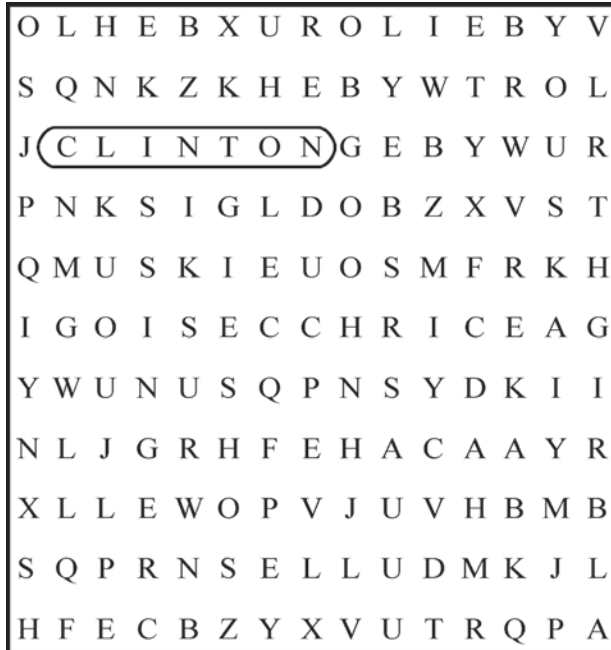 O L H E B X U R O L I E B Y V
S Q N K Z K H E B Y W T R O L
J C L I N T O N G E B Y W U R
P N K S I G L D O B Z X V S T
Q M U S K I E U O S M F R K H
I G O I S E C C H R I C E A G
Y W U N U S Q P N S Y D K I I
N L J G R H F E H A C A A Y R
X L L E W O P V J U V H B M B
S Q P R N S E L L U D M K J L
H F E C B Z Y X V U T R Q P A